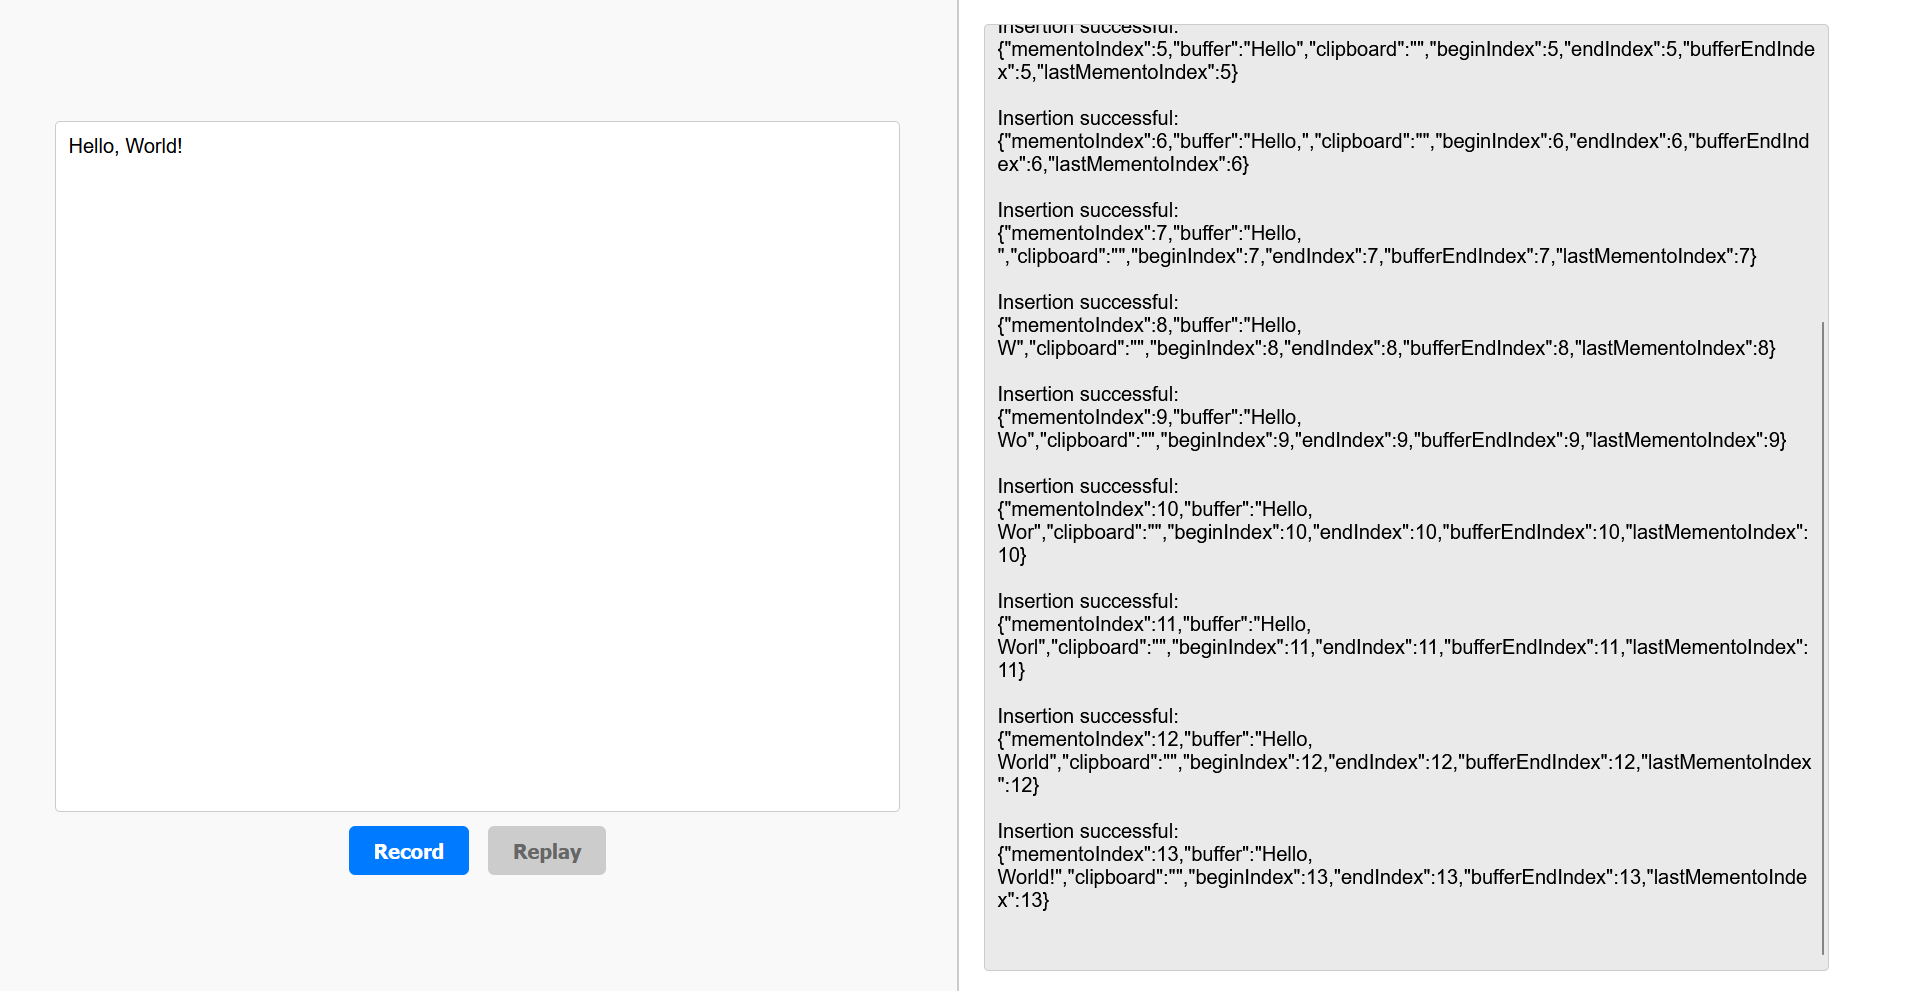 Hello, World!
Record
Replay
Insertion successful:
{"mementoIndex":5,"buffer":"Hello","clipboard":"","beginIndex":5,"endIndex":5,"bufferEndInde
x":5,"lastMementoIndex":5}
Insertion successful:
{"mementoIndex":6,"buffer":"Hello,","clipboard":"","beginIndex":6,"endIndex":6,"bufferEndInd
ex":6,"lastMementoIndex":6}
Insertion successful:
{"mementoIndex":7,"buffer":"Hello,
","clipboard":"","beginIndex":7,"endIndex":7,"bufferEndIndex":7,"lastMementoIndex":7}
Insertion successful:
{"mementoIndex":8,"buffer":"Hello,
W","clipboard":"","beginIndex":8,"endIndex":8,"bufferEndIndex":8,"lastMementoIndex":8}
Insertion successful:
{"mementoIndex":9,"buffer":"Hello,
Wo","clipboard":"","beginIndex":9,"endIndex":9,"bufferEndIndex":9,"lastMementoIndex":9}
Insertion successful:
{"mementoIndex":10,"buffer":"Hello,
Wor","clipboard":"","beginIndex":10,"endIndex":10,"bufferEndIndex":10,"lastMementoIndex":
10}
Insertion successful:
{"mementoIndex":11,"buffer":"Hello,
Worl","clipboard":"","beginIndex":11,"endIndex":11,"bufferEndIndex":11,"lastMementoIndex":
11}
Insertion successful:
{"mementoIndex":12,"buffer":"Hello,
World","clipboard":"","beginIndex":12,"endIndex":12,"bufferEndIndex":12,"lastMementoIndex
":12}
Insertion successful:
{"mementoIndex":13,"buffer":"Hello,
World!","clipboard":"","beginIndex":13,"endIndex":13,"bufferEndIndex":13,"lastMementoInde
x":13}